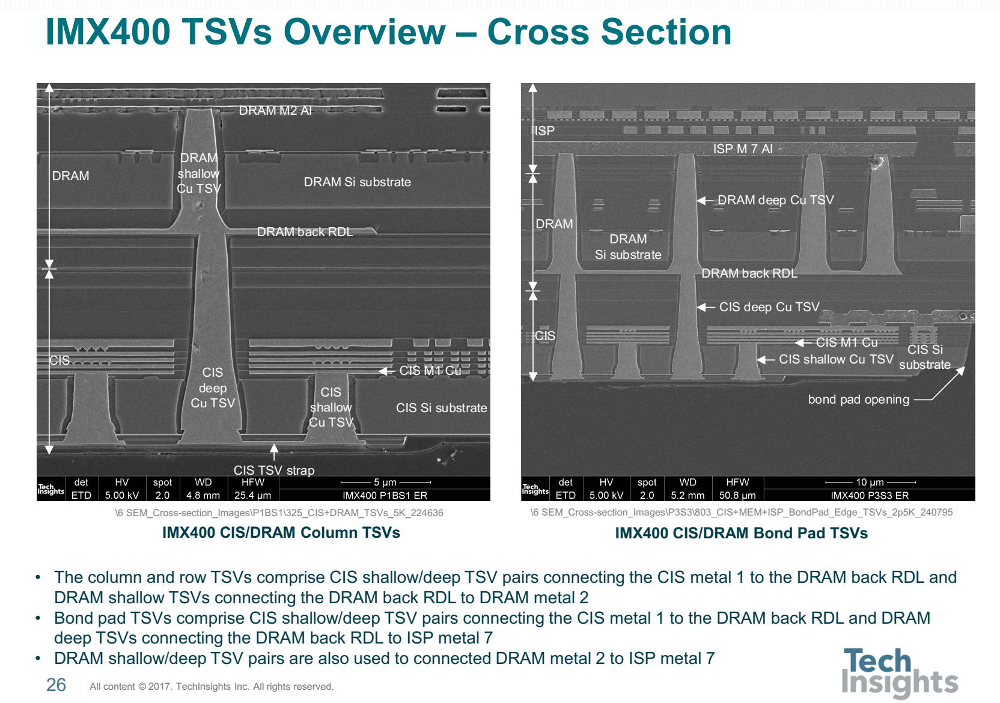 IMX400 TSVs Overview – Cross Section
DRAM M2 Al
DRAM
shallow
Cu TSV
DRAM
DRAM Si substrate
DRAM back RDL
CIS
CIS
deep
Cu TSV
CIS M1 Cu
CIS
shallow
Cu TSV
CIS Si substrate
CIS TSV strap
Tech
Insights
det HV spot WD HFW 5 µm
ETD 5.00 kV 2.0 4.8 mm 25.4 µm IMX400 P1BS1 ER
\6 SEM_Cross-section_Images\P1BS1\325_CIS+DRAM_TSVs_5K_224636
IMX400 CIS/DRAM Column TSVs
ISP
ISP M 7 Al
DRAM deep Cu TSV
DRAM
DRAM
Si substrate
DRAM back RDL
CIS deep Cu TSV
CIS
CIS M1 Cu
CIS shallow Cu TSV
CIS Si
substrate
bond pad opening
Tech
Insights
det HV spot WD HFW 10 µm
ETD 5.00 kV 2.0 5.2 mm 50.8 µm IMX400 P3S3 ER
\6 SEM_Cross-section_Images\P3S3\803_CIS+MEM+ISP_BondPad_Edge_TSVs_2p5K_240795
IMX400 CIS/DRAM Bond Pad TSVs
• The column and row TSVs comprise CIS shallow/deep TSV pairs connecting the CIS metal 1 to the DRAM back RDL and
DRAM shallow TSVs connecting the DRAM back RDL to DRAM metal 2
• Bond pad TSVs comprise CIS shallow/deep TSV pairs connecting the CIS metal 1 to the DRAM back RDL and DRAM
deep TSVs connecting the DRAM back RDL to ISP metal 7
• DRAM shallow/deep TSV pairs are also used to connected DRAM metal 2 to ISP metal 7
26 All content © 2017. TechInsights Inc. All rights reserved.
Tech
Insights